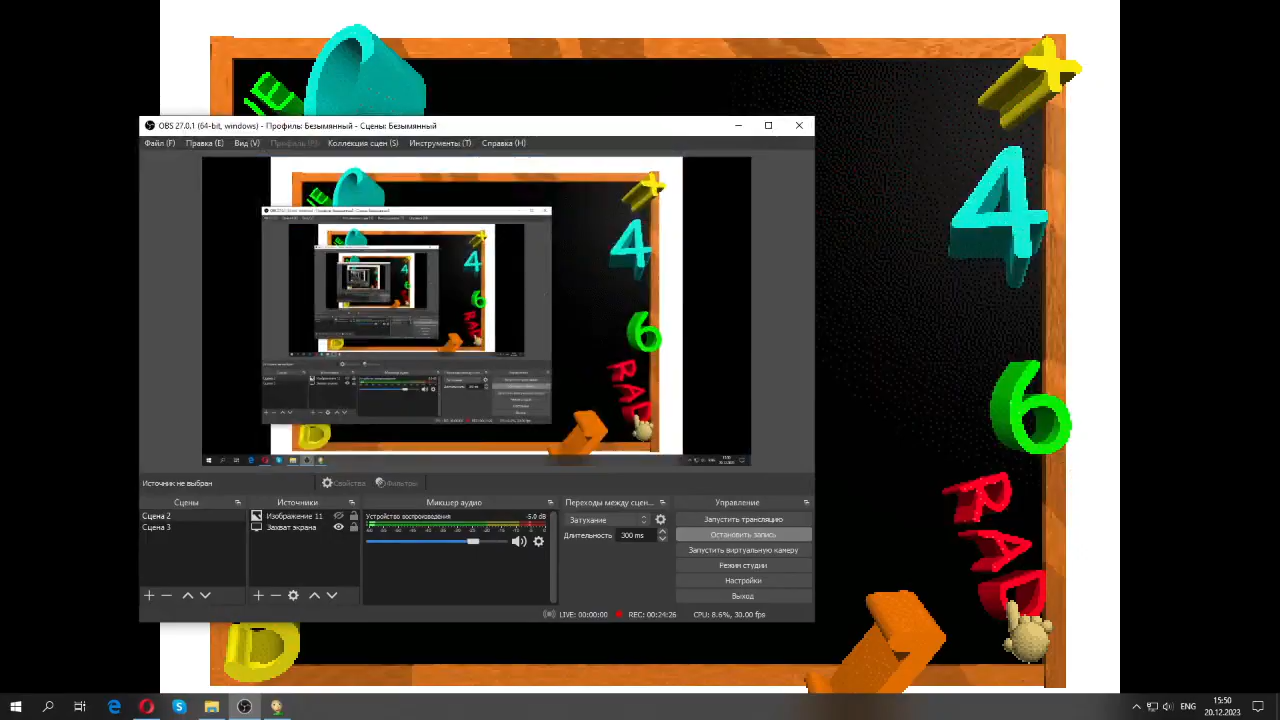 OBS 27.0.1 (64-bit, windows) - Профиль: Безымянный - Сцены: Безымянный
Файл (F) Правка (E) Вид (V) Профиль (P) Коллекция сцен (S) Инструменты (T) Справка (H)
4
6
RAD
D
Источник не выбран Свойства Фильтры
Сцены Источники Микшер аудио Переходы между сцен... Управление
Сцена 2
Сцена 3
Изображение 11
Захват экрана
Устройство воспроизведения -5.0 dB
Затухание
Длительность 300 ms
Запустить трансляцию
Остановить запись
Запустить виртуальную камеру
Режим студии
Настройки
Выход
LIVE: 00:00:00 REC: 00:24:26 CPU: 8.6%, 30.00 fps
ENG 15:50
20.12.2023